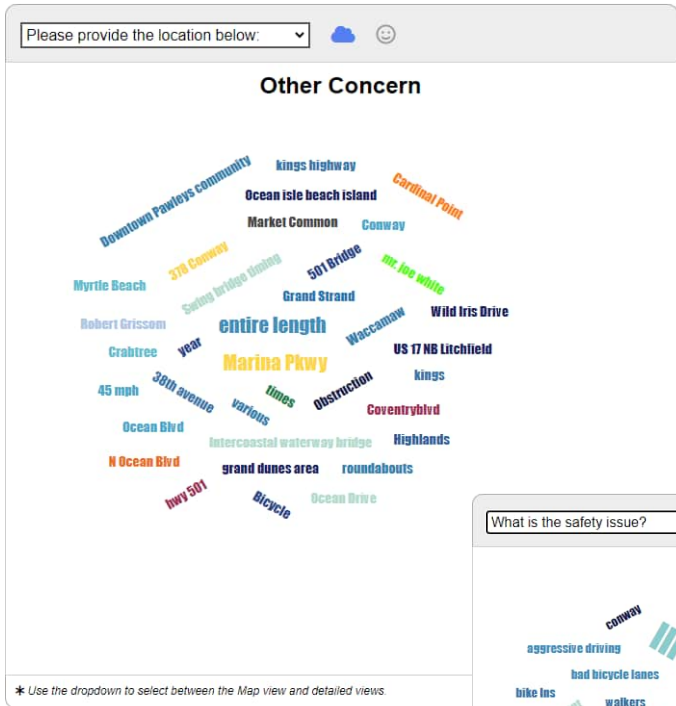 Please provide the location below:
Other Concern
Downtown Pawleys community
kings highway
Cardinal Point
Ocean isle beach island
Market Common
Conway
378 Conway
501 Bridge
mr. joe white
Swing bridge timing
Myrtle Beach
Grand Strand
Robert Grissom
entire length
Waccamaw
Wild Iris Drive
Crabtree
year
Marina Pkwy
US 17 NB Litchfield
kings
45 mph
38th avenue
times
Obstruction
various
Coventryblvd
Ocean Blvd
Intercoastal waterway bridge
Highlands
N Ocean Blvd
grand dunes area
roundabouts
hwy 501
Bicycle
Ocean Drive
What is the safety issue?
conway
aggressive driving
bad bicycle lanes
bike lns
walkers
* Use the dropdown to select between the Map view and detailed views.